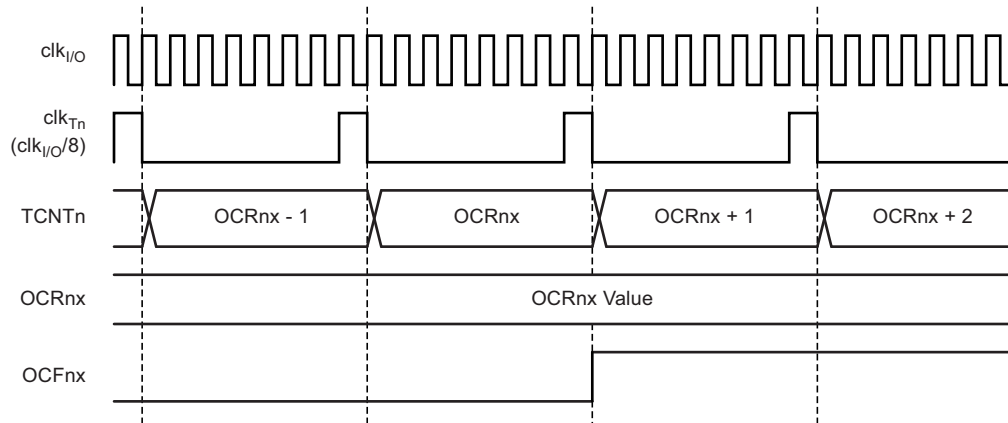 clkI/O
clkTn
(clkI/O/8)
TCNTn
OCRnx - 1
OCRnx
OCRnx + 1
OCRnx + 2
OCRnx
OCRnx Value
OCFnx